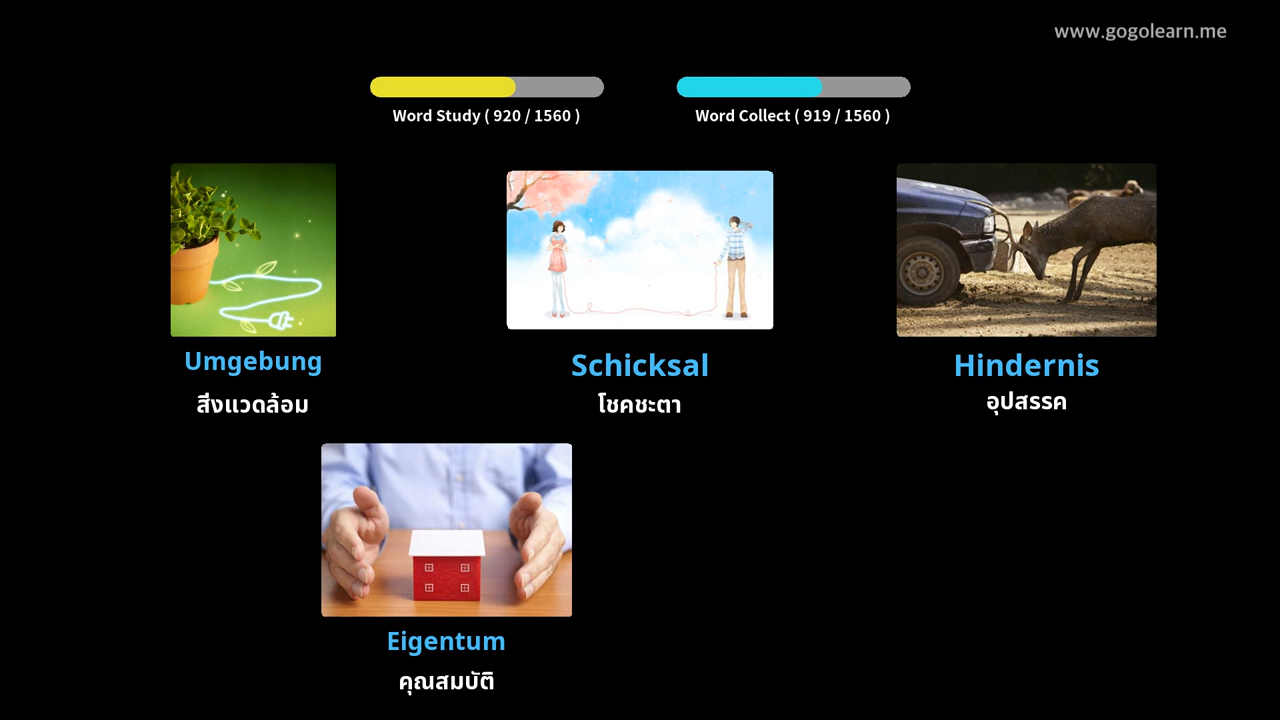 www.gogolearn.me
Word Study ( 920 / 1560 )
Word Collect ( 919 / 1560 )
Umgebung
สิ่งแวดล้อม
Schicksal
โชคชะตา
Hindernis
อุปสรรค
Eigentum
คุณสมบัติ